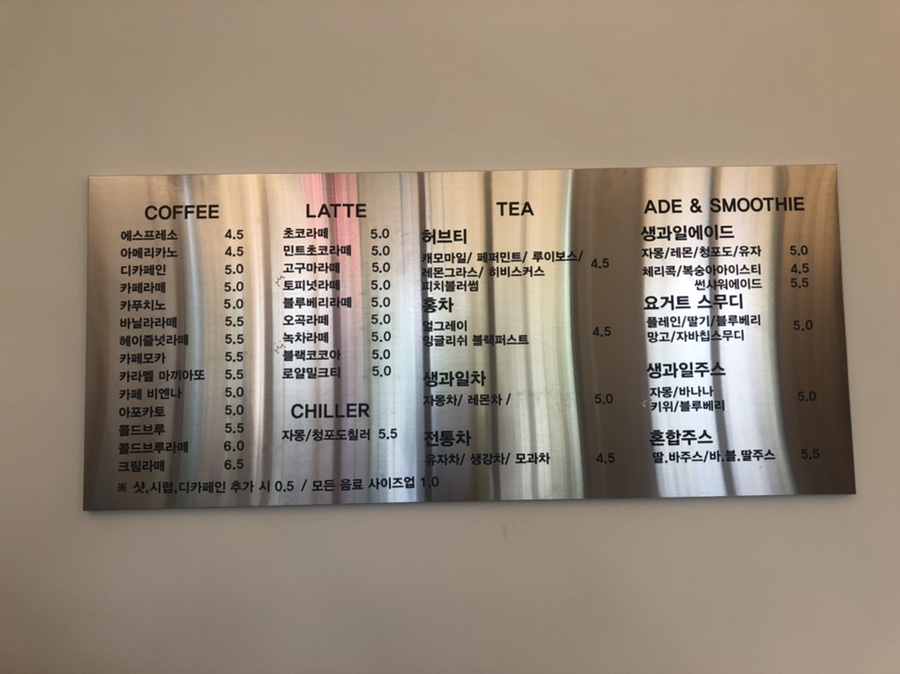 COFFEE
에스프레소 4.5
아메리카노 4.5
디카페인 5.0
카페라떼 5.0
카푸치노 5.0
바닐라라떼 5.5
헤이즐넛라떼 5.5
카페모카 5.5
카라멜 마끼아또 5.5
카페 비엔나 5.0
아포카토 5.0
콜드브루 5.5
콜드브루라떼 6.0
크림라떼 6.5
LATTE
초코라떼 5.0
민트초코라떼 5.0
고구마라떼 5.0
토피넛라떼 5.0
블루베리라떼 5.0
오곡라떼 5.0
녹차라떼 5.0
블랙코코아 5.0
로얄밀크티 5.0
CHILLER
자몽/청포도칠러 5.5
TEA
허브티
캐모마일/ 페퍼민트/ 루이보스/
레몬그라스/ 히비스커스 4.5
피치블러썸
홍차
얼그레이 4.5
잉글리쉬 블랙퍼스트
생과일차
자몽차/ 레몬차 / 5.0
전통차
유자차/ 생강차/ 모과차 4.5
ADE & SMOOTHIE
생과일에이드
자몽/레몬/청포도/유자 5.0
체리콕/복숭아아이스티 4.5
썬샤워에이드 5.5
요거트 스무디
플레인/딸기/블루베리 5.0
망고/자바칩스무디
생과일주스
자몽/바나나 5.0
키위/블루베리
혼합주스
딸.바주스/바.블.딸주스 5.5
※ 샷,시럽,디카페인 추가 시 0.5 / 모든 음료 사이즈업 1.0